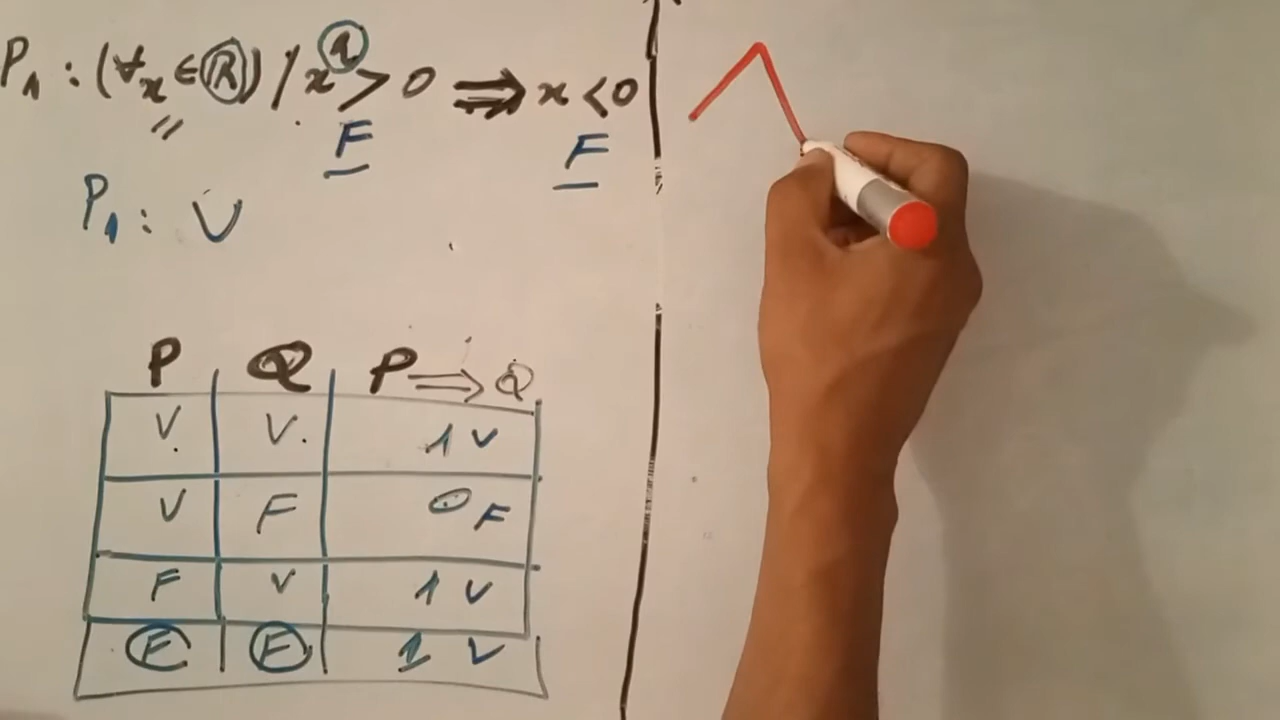 P₁ : (∀x ∈ ℝ) / x² > 0 ⟹ x < 0
F F
P₁ : V
P Q P ⟹ Q
V V. 1 V
V F 0 F
F V 1 V
F F 1 V